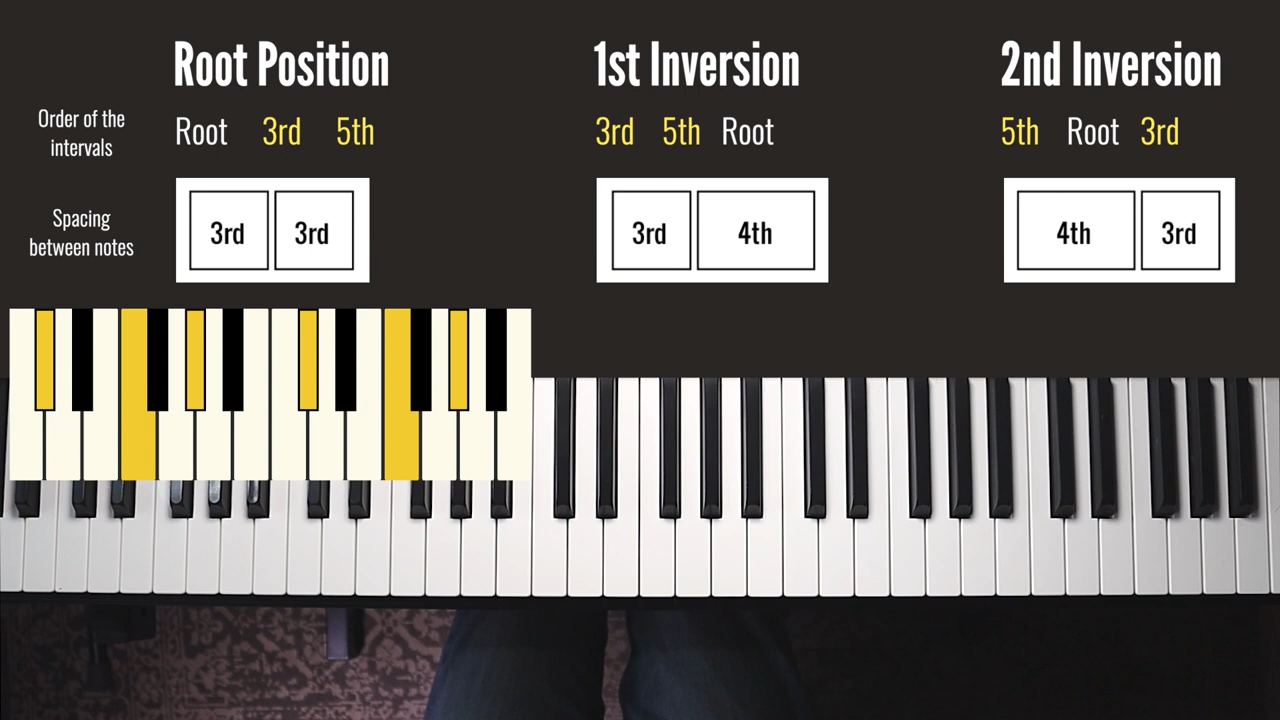 Root Position
1st Inversion
2nd Inversion
Order of the
intervals
Root 3rd 5th
3rd 5th Root
5th Root 3rd
Spacing
between notes
3rd 3rd
3rd 4th
4th 3rd